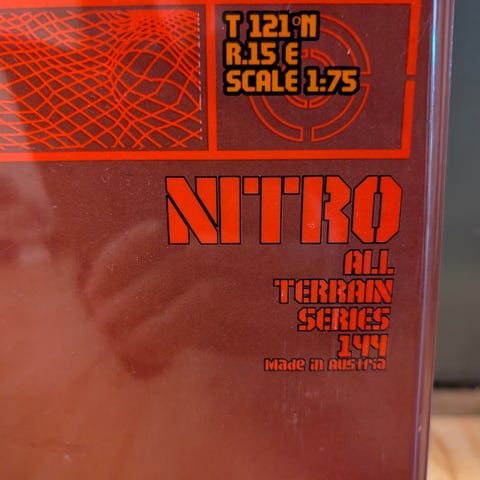 T 121°N
R.15 E
SCALE 1:75
NITRO
ALL
TERRAIN
SERIES
144
Made in Austria